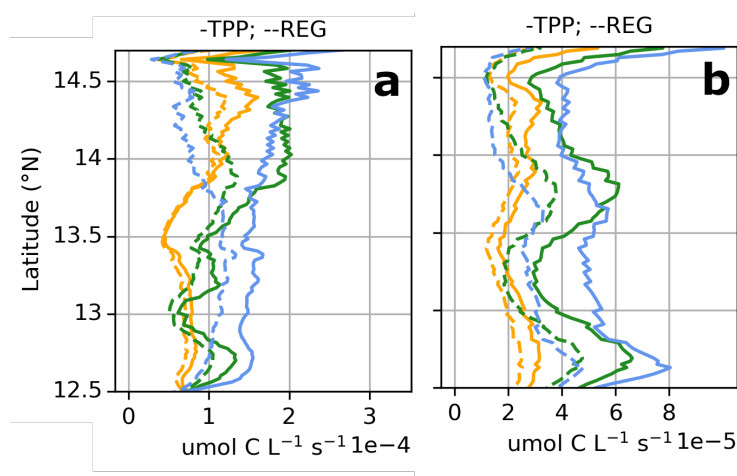 -TPP; --REG
-TPP; --REG
a
b
Latitude (°N)
14.5
14
13.5
13
12.5
0 1 2 3
0 2 4 6 8
umol C L⁻¹ s⁻¹ 1e−4
umol C L⁻¹ s⁻¹ 1e−5